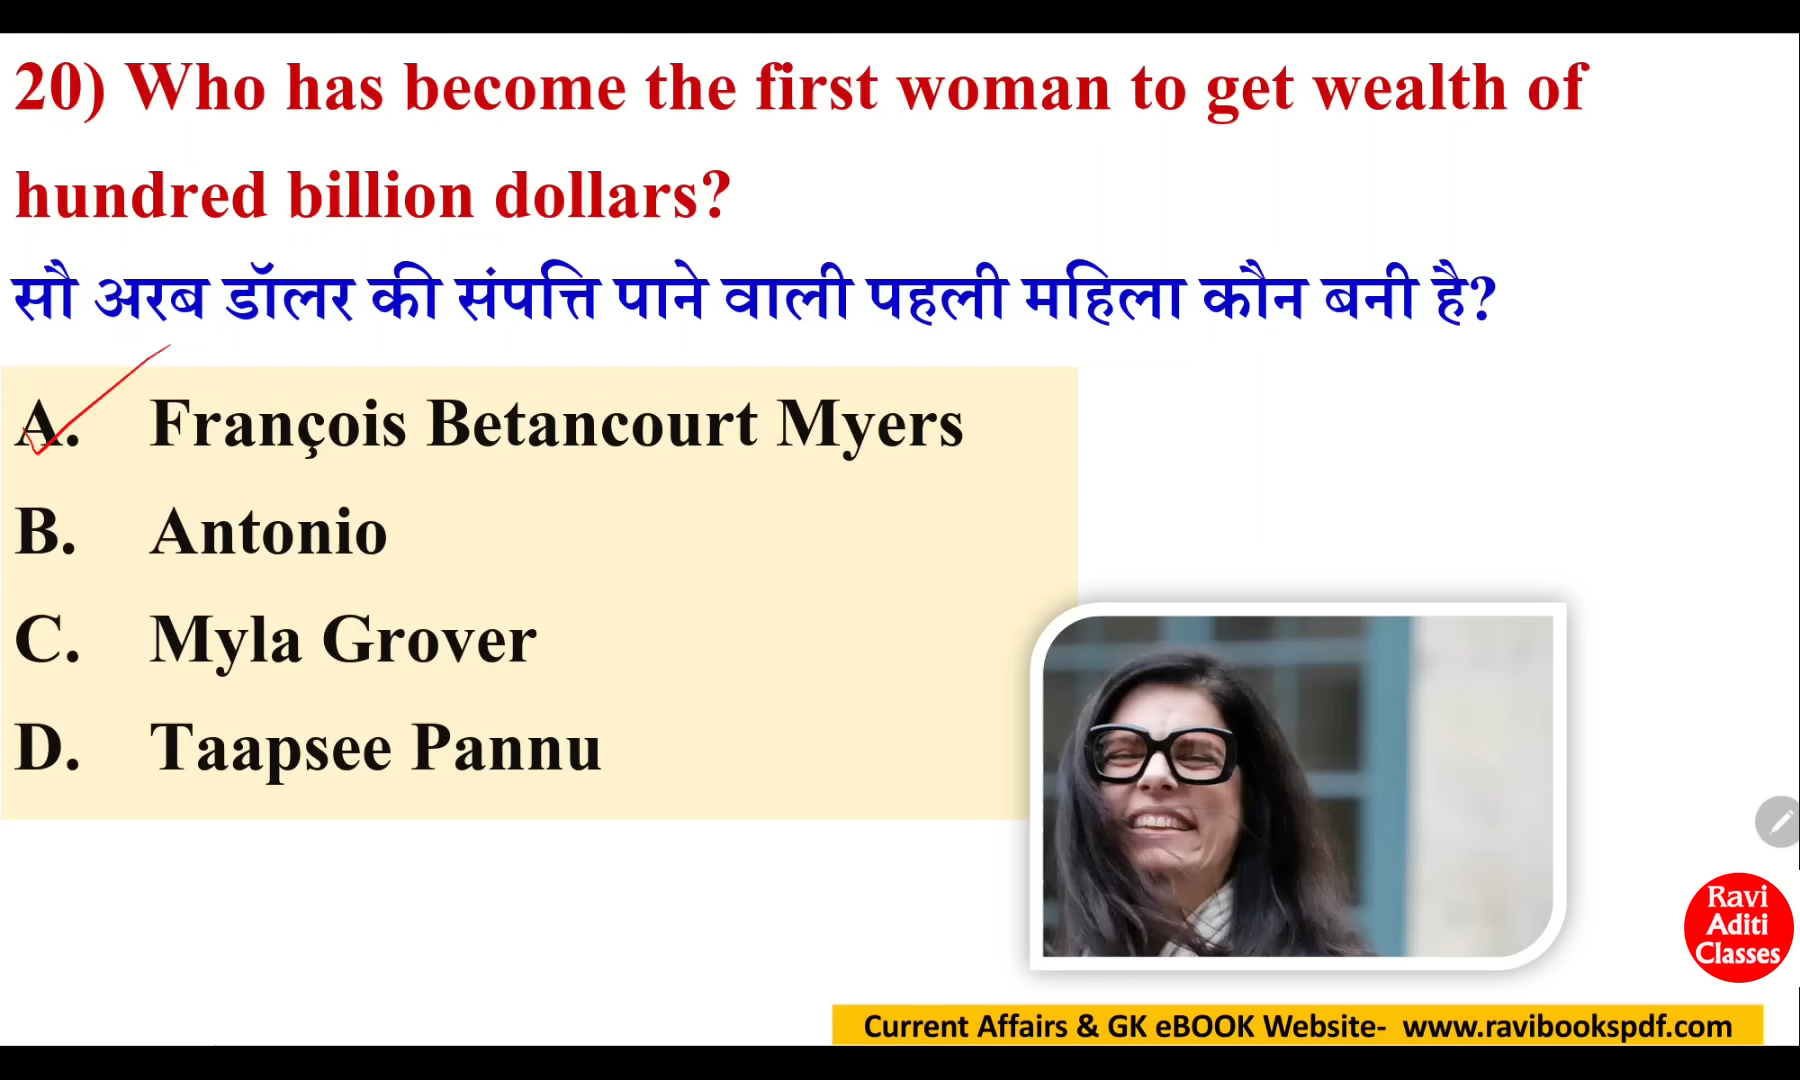 20) Who has become the first woman to get wealth of
hundred billion dollars?
सौ अरब डॉलर की संपत्ति पाने वाली पहली महिला कौन बनी है?
A. François Betancourt Myers
B. Antonio
C. Myla Grover
D. Taapsee Pannu
Ravi
Aditi
Classes
Current Affairs & GK eBOOK Website- www.ravibookspdf.com